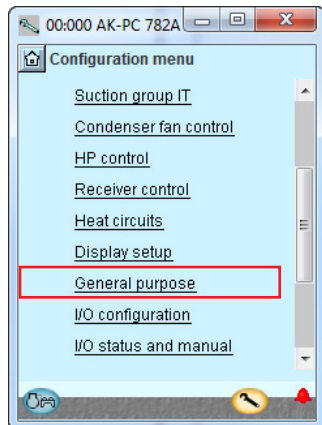 00:000 AK-PC 782A
Configuration menu
Suction group IT
Condenser fan control
HP control
Receiver control
Heat circuits
Display setup
General purpose
I/O configuration
I/O status and manual